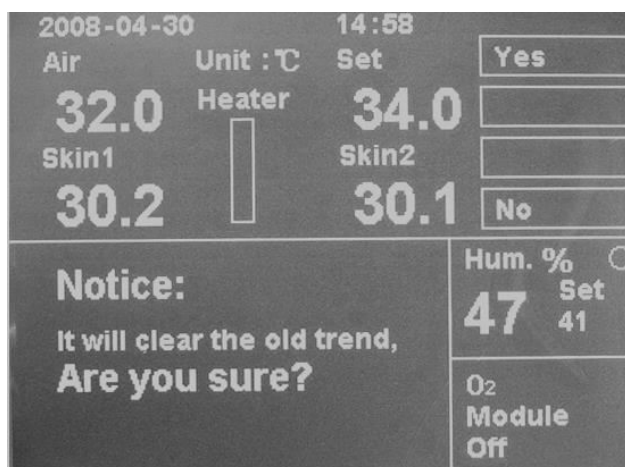 2008-04-30 14:58
Air Unit :℃ Set
32.0 Heater 34.0
Skin1 Skin2
30.2 30.1
Yes
No
Notice:
It will clear the old trend,
Are you sure?
Hum. %
47 Set
41
O2
Module
Off